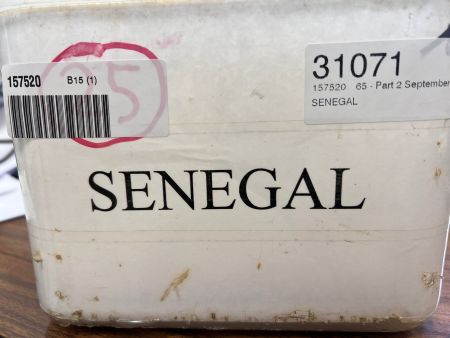 157520 B15 (1)
25
31071
157520 65 - Part 2 September
SENEGAL
SENEGAL